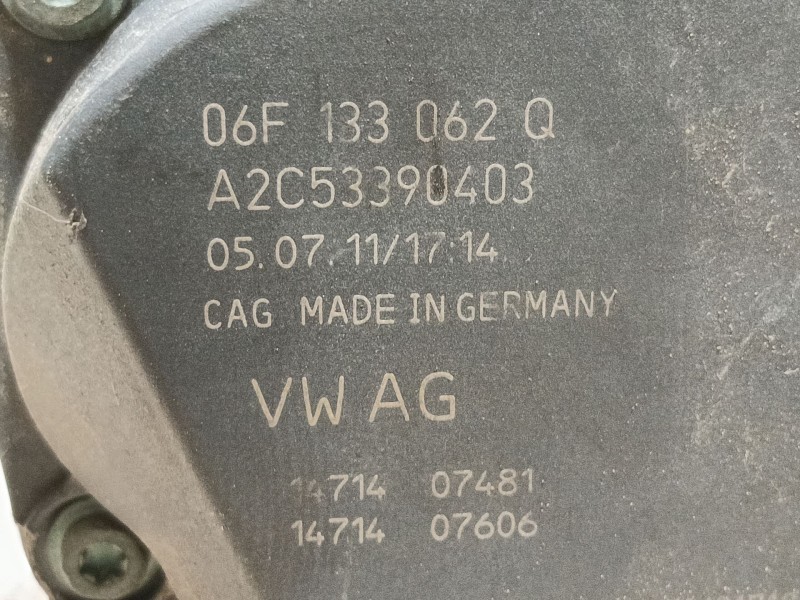 06F 133 062 Q
A2C53390403
05.07.11/17:14
CAG MADE IN GERMANY
VW AG
14714 07481
14714 07606